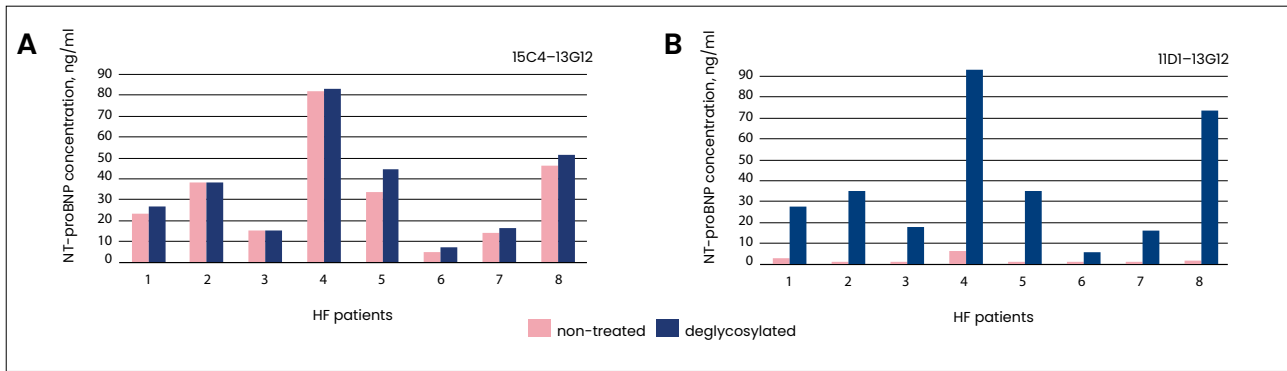 A
NT-proBNP concentration, ng/ml
15C4–13G12
90
80
70
60
50
40
30
20
10
0
1 2 3 4 5 6 7 8
HF patients
B
NT-proBNP concentration, ng/ml
11D1–13G12
90
80
70
60
50
40
30
20
10
0
1 2 3 4 5 6 7 8
HF patients
non-treated deglycosylated